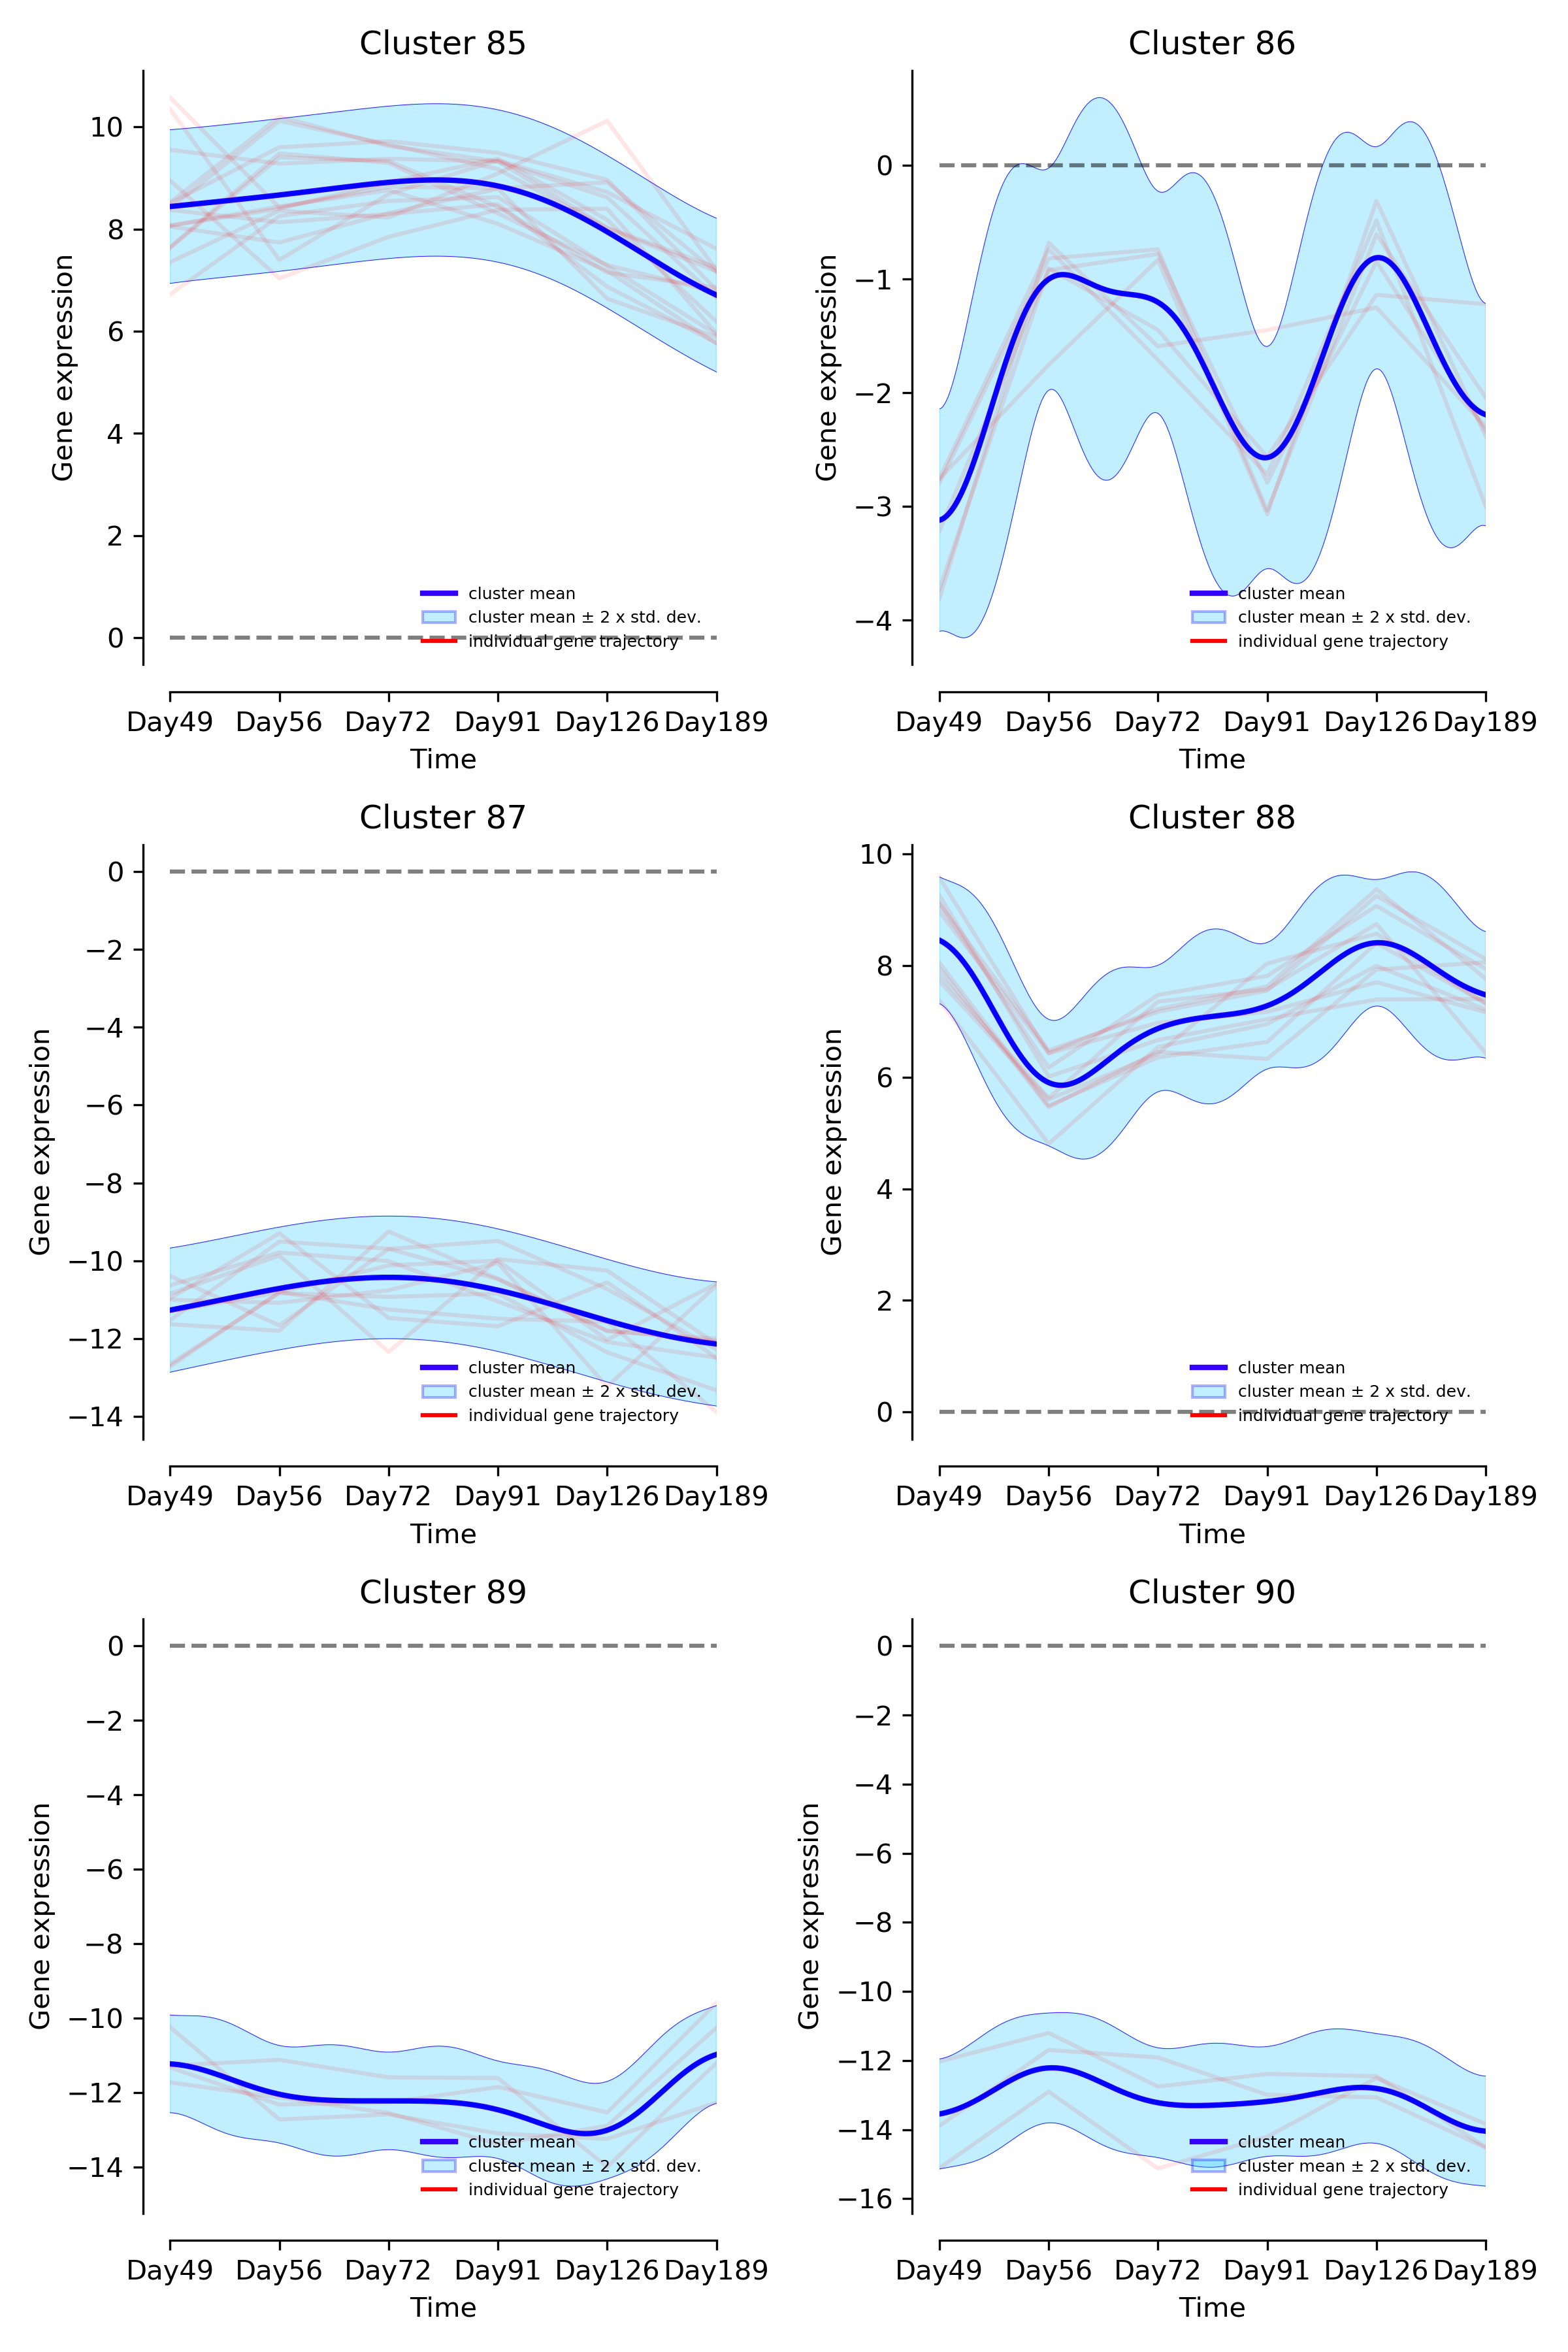 Cluster 85
Gene expression
10
8
6
4
2
0
cluster mean
cluster mean ± 2 x std. dev.
individual gene trajectory
Day49 Day56 Day72 Day91 Day126 Day189
Time
Cluster 86
Gene expression
0
−1
−2
−3
−4
cluster mean
cluster mean ± 2 x std. dev.
individual gene trajectory
Day49 Day56 Day72 Day91 Day126 Day189
Time
Cluster 87
Gene expression
0
−2
−4
−6
−8
−10
−12
−14
cluster mean
cluster mean ± 2 x std. dev.
individual gene trajectory
Day49 Day56 Day72 Day91 Day126 Day189
Time
Cluster 88
Gene expression
10
8
6
4
2
0
cluster mean
cluster mean ± 2 x std. dev.
individual gene trajectory
Day49 Day56 Day72 Day91 Day126 Day189
Time
Cluster 89
Gene expression
0
−2
−4
−6
−8
−10
−12
−14
cluster mean
cluster mean ± 2 x std. dev.
individual gene trajectory
Day49 Day56 Day72 Day91 Day126 Day189
Time
Cluster 90
Gene expression
0
−2
−4
−6
−8
−10
−12
−14
−16
cluster mean
cluster mean ± 2 x std. dev.
individual gene trajectory
Day49 Day56 Day72 Day91 Day126 Day189
Time